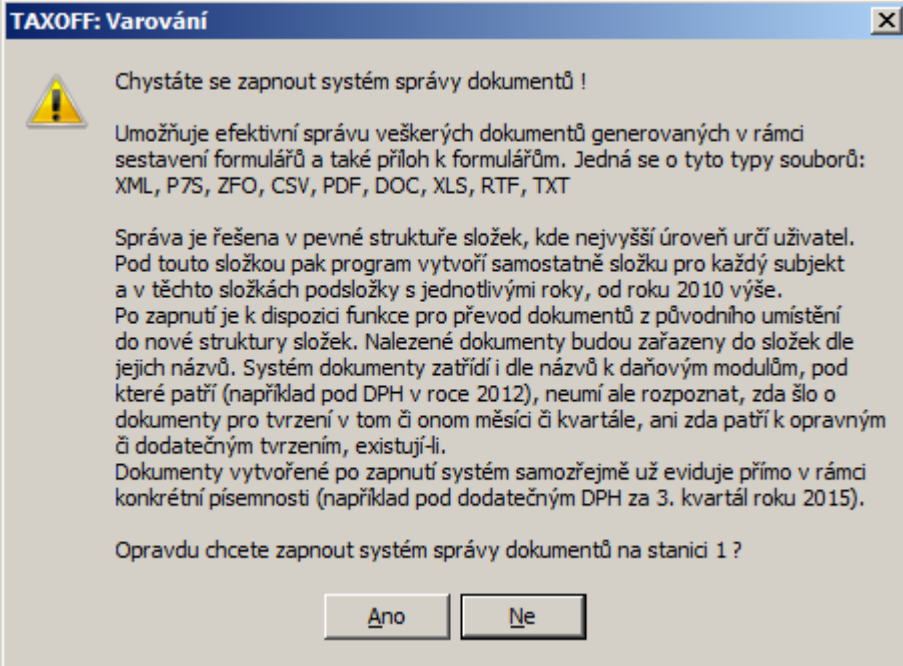 TAXOFF: Varování
Chystáte se zapnout systém správy dokumentů !
Umožňuje efektivní správu veškerých dokumentů generovaných v rámci
sestavení formulářů a také příloh k formulářům. Jedná se o tyto typy souborů:
XML, P7S, ZFO, CSV, PDF, DOC, XLS, RTF, TXT
Správa je řešena v pevné struktuře složek, kde nejvyšší úroveň určí uživatel.
Pod touto složkou pak program vytvoří samostatně složku pro každý subjekt
a v těchto složkách podsložky s jednotlivými roky, od roku 2010 výše.
Po zapnutí je k dispozici funkce pro převod dokumentů z původního umístění
do nové struktury složek. Nalezené dokumenty budou zařazeny do složek dle
jejich názvů. Systém dokumenty zatřídí i dle názvů k daňovým modulům, pod
které patří (například pod DPH v roce 2012), neumí ale rozpoznat, zda šlo o
dokumenty pro tvrzení v tom či onom měsíci či kvartále, ani zda patří k opravným
či dodatečným tvrzením, existují-li.
Dokumenty vytvořené po zapnutí systém samozřejmě už eviduje přímo v rámci
konkrétní písemnosti (například pod dodatečným DPH za 3. kvartál roku 2015).
Opravdu chcete zapnout systém správy dokumentů na stanici 1 ?
Ano
Ne